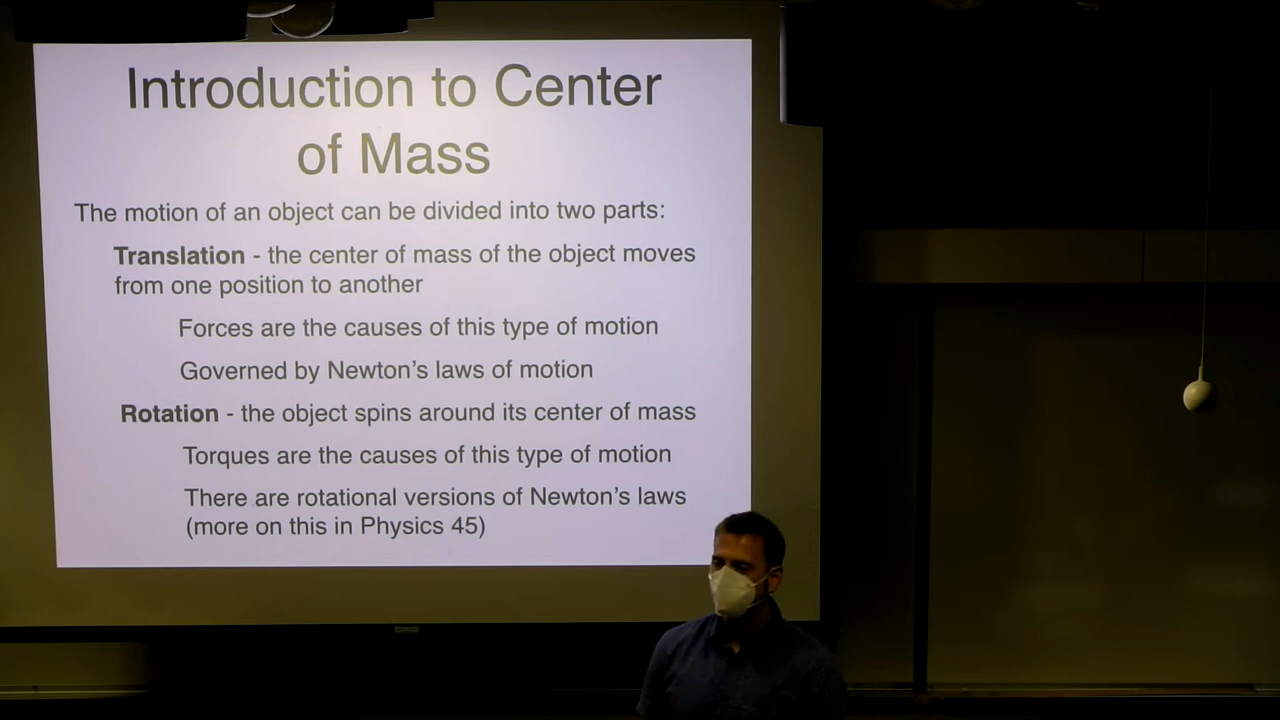 Introduction to Center
of Mass
The motion of an object can be divided into two parts:
Translation - the center of mass of the object moves
from one position to another
Forces are the causes of this type of motion
Governed by Newton's laws of motion
Rotation - the object spins around its center of mass
Torques are the causes of this type of motion
There are rotational versions of Newton's laws
(more on this in Physics 45)